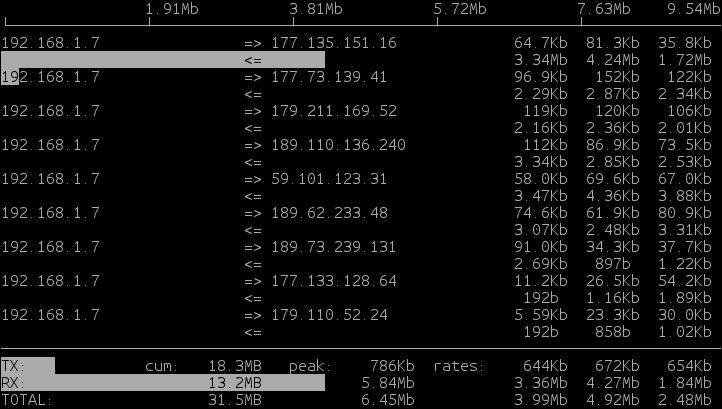 1.91Mb 3.81Mb 5.72Mb 7.63Mb 9.54Mb
192.168.1.7 => 177.135.151.16 64.7Kb 81.3Kb 35.8Kb
<= 3.34Mb 4.24Mb 1.72Mb
192.168.1.7 => 177.73.139.41 96.9Kb 152Kb 122Kb
<= 2.29Kb 2.87Kb 2.34Kb
192.168.1.7 => 179.211.169.52 119Kb 120Kb 106Kb
<= 2.16Kb 2.36Kb 2.01Kb
192.168.1.7 => 189.110.136.240 112Kb 86.9Kb 73.5Kb
<= 3.34Kb 2.85Kb 2.53Kb
192.168.1.7 => 59.101.123.31 58.0Kb 69.6Kb 67.0Kb
<= 3.47Kb 4.36Kb 3.88Kb
192.168.1.7 => 189.62.233.48 74.6Kb 61.9Kb 80.9Kb
<= 3.07Kb 2.48Kb 3.31Kb
192.168.1.7 => 189.73.239.131 91.0Kb 34.3Kb 37.7Kb
<= 2.69Kb 897b 1.22Kb
192.168.1.7 => 177.133.128.64 11.2Kb 26.5Kb 54.2Kb
<= 192b 1.16Kb 1.89Kb
192.168.1.7 => 179.110.52.24 5.59Kb 23.3Kb 30.0Kb
<= 192b 858b 1.02Kb
TX: cum: 18.3MB peak: 786Kb rates: 644Kb 672Kb 654Kb
RX: 13.2MB 5.84Mb 3.36Mb 4.27Mb 1.84Mb
TOTAL: 31.5MB 6.45Mb 3.99Mb 4.92Mb 2.48Mb